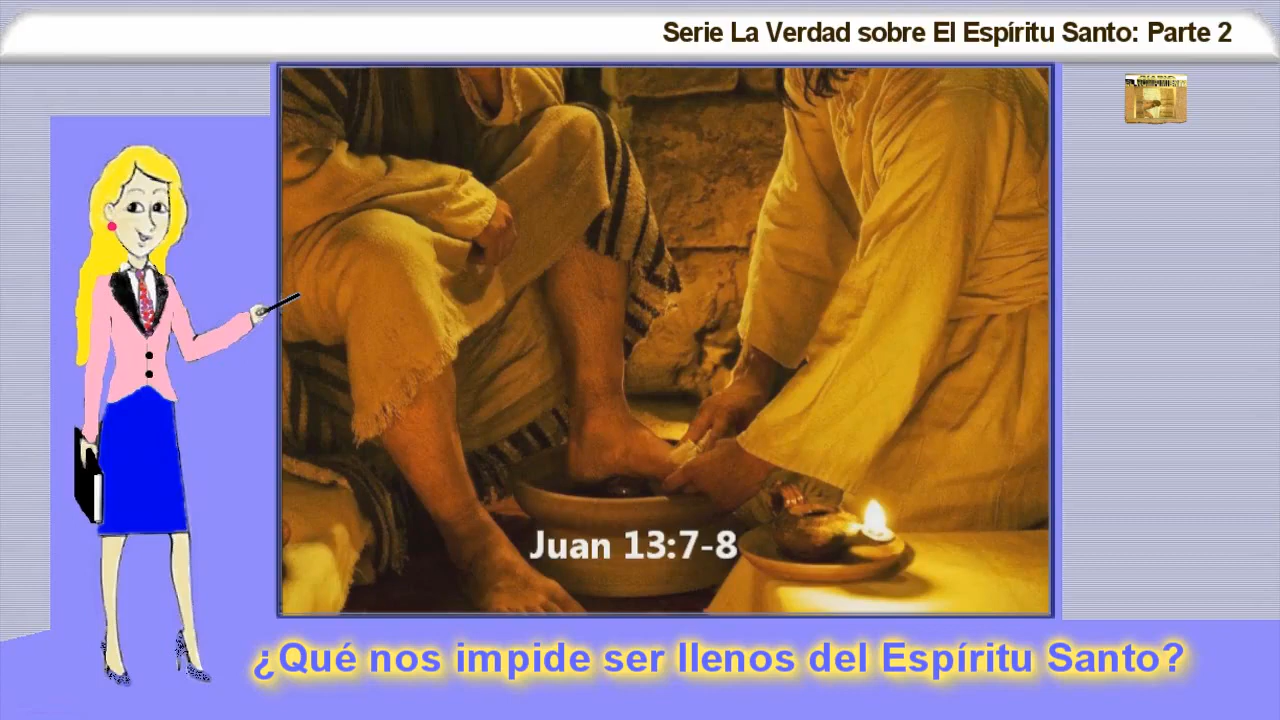 Serie La Verdad sobre El Espíritu Santo: Parte 2
Juan 13:7-8
¿Qué nos impide ser llenos del Espíritu Santo?